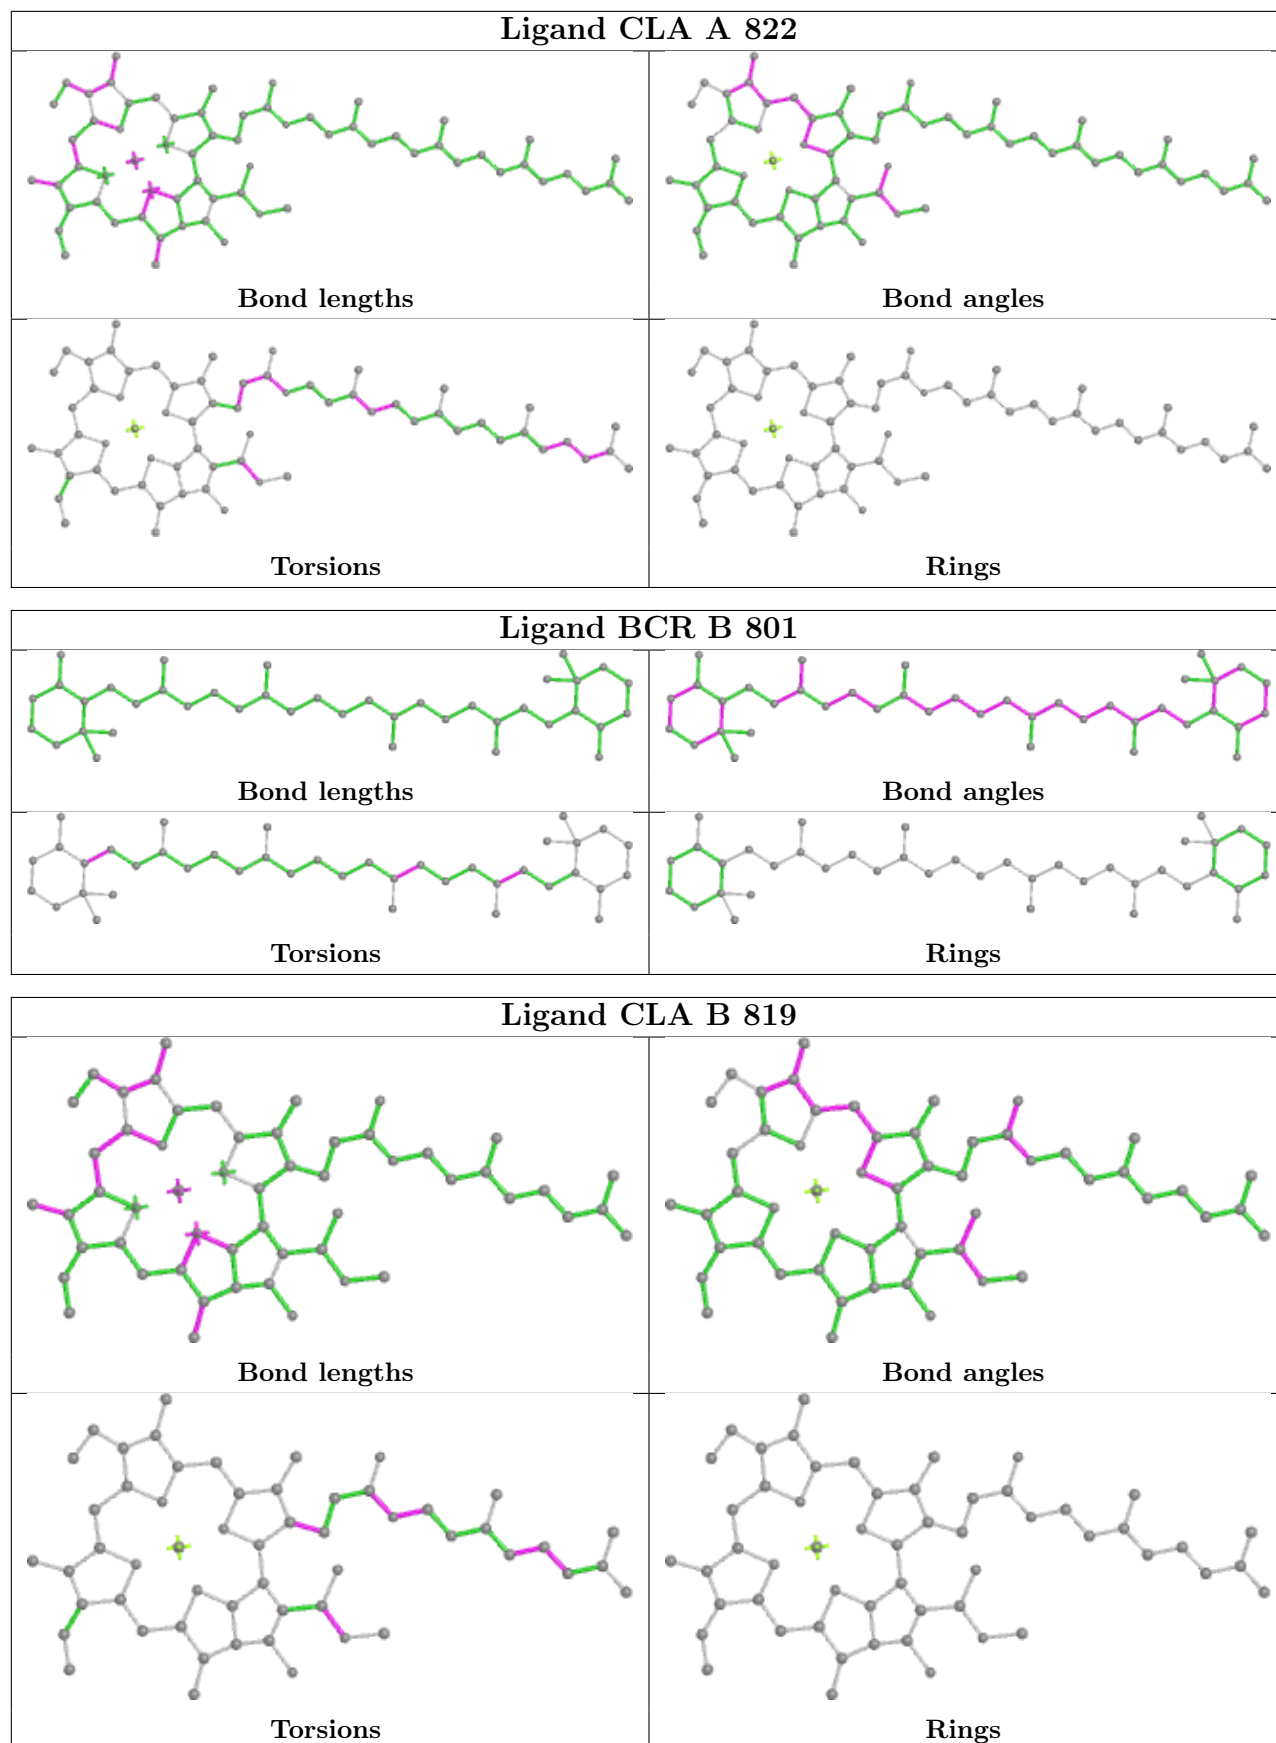 Ligand CLA A 822
Bond lengths
Bond angles
Torsions
Rings
Ligand BCR B 801
Bond lengths
Bond angles
Torsions
Rings
Ligand CLA B 819
Bond lengths
Bond angles
Torsions
Rings